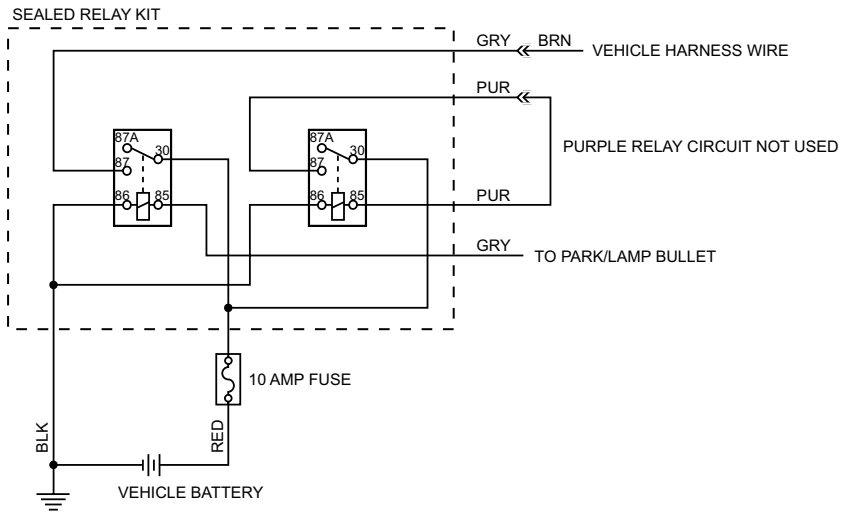 SEALED RELAY KIT
GRY BRN VEHICLE HARNESS WIRE
PUR
PURPLE RELAY CIRCUIT NOT USED
87A 30
87
86 85
87A 30
87
86 85
PUR
GRY TO PARK/LAMP BULLET
10 AMP FUSE
BLK
RED
VEHICLE BATTERY